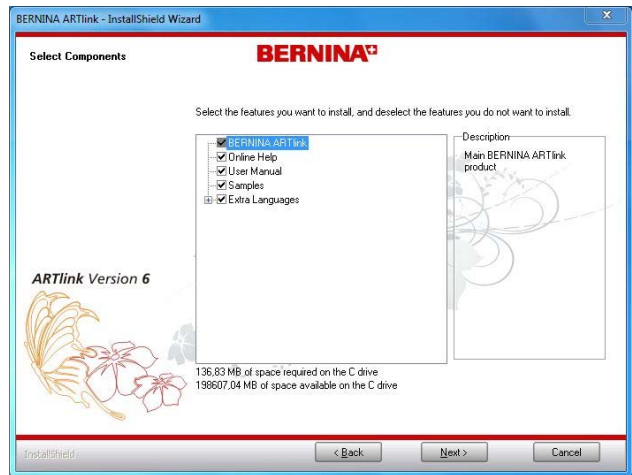 BERNINA ARTlink - InstallShield Wizard
Select Components
BERNINA
Select the features you want to install, and deselect the features you do not want to install.
BERNINA ARTlink
Online Help
User Manual
Samples
Extra Languages
Description
Main BERNINA ARTlink
product
ARTlink Version 6
136,83 MB of space required on the C drive
198607,04 MB of space available on the C drive
InstallShield
< Back
Next >
Cancel